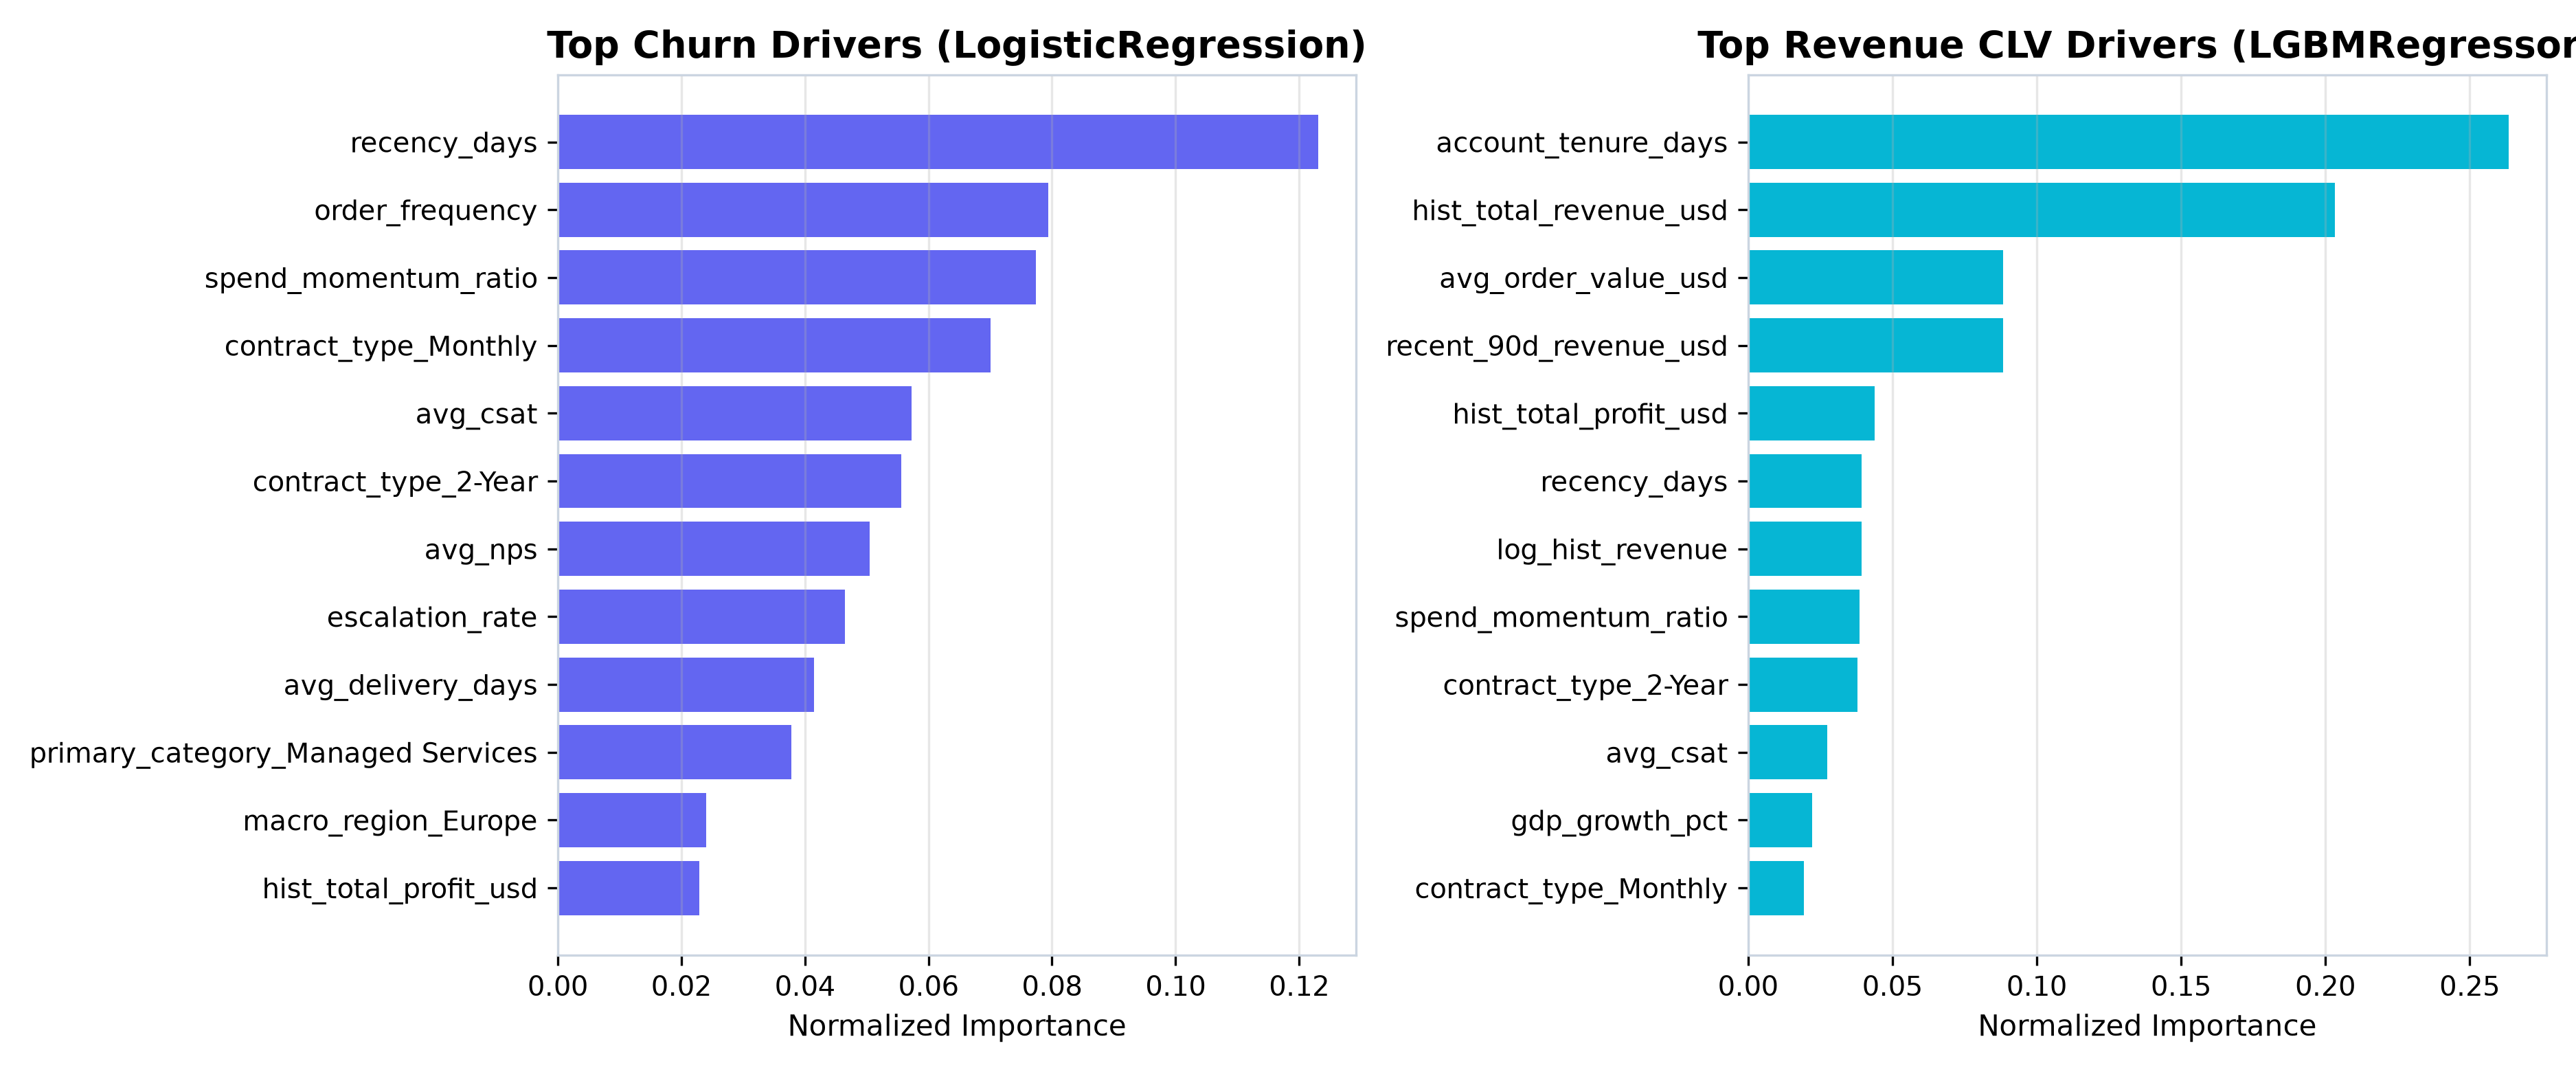 Top Churn Drivers (LogisticRegression)
recency_days
order_frequency
spend_momentum_ratio
contract_type_Monthly
avg_csat
contract_type_2-Year
avg_nps
escalation_rate
avg_delivery_days
primary_category_Managed Services
macro_region_Europe
hist_total_profit_usd
0.00 0.02 0.04 0.06 0.08 0.10 0.12
Normalized Importance
Top Revenue CLV Drivers (LGBMRegressor
account_tenure_days
hist_total_revenue_usd
avg_order_value_usd
recent_90d_revenue_usd
hist_total_profit_usd
recency_days
log_hist_revenue
spend_momentum_ratio
contract_type_2-Year
avg_csat
gdp_growth_pct
contract_type_Monthly
0.00 0.05 0.10 0.15 0.20 0.25
Normalized Importance